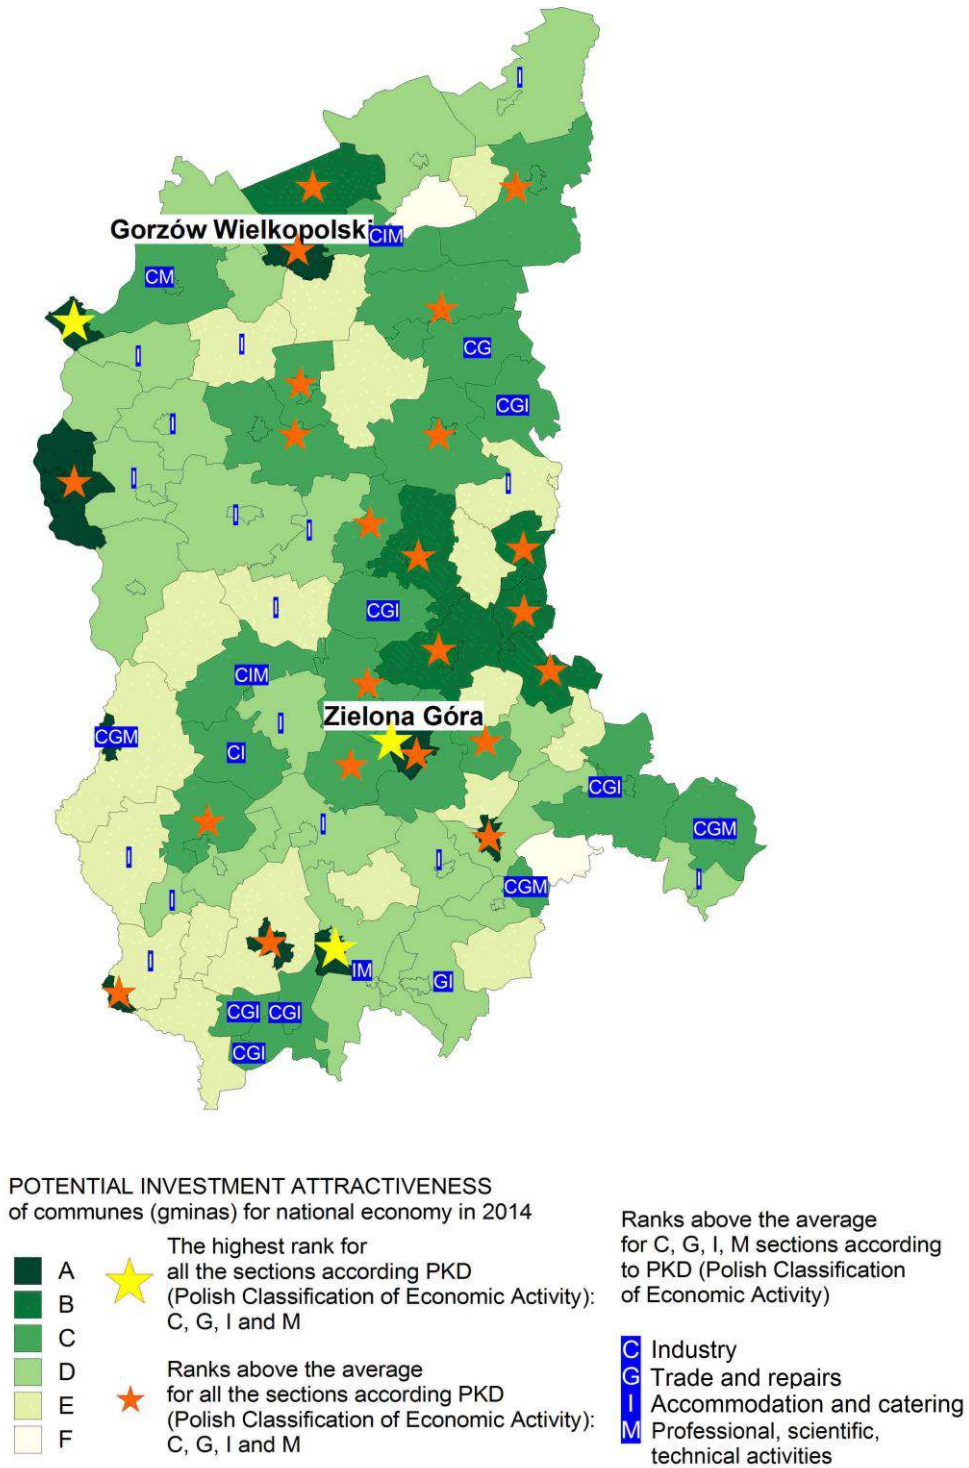 I
Gorzów Wielkopolski
CIM
CM
I
I
CG
CGI
I
I
I
I
I
I
CGI
CIM
Zielona Góra
I
CGM
CI
CGI
I
CGM
I
I
CGM
I
I
I
IM
GI
CGI
CGI
CGI
POTENTIAL INVESTMENT ATTRACTIVENESS
of communes (gminas) for national economy in 2014
A
B
C
D
E
F
The highest rank for
all the sections according PKD
(Polish Classification of Economic Activity):
C, G, I and M
Ranks above the average
for all the sections according PKD
(Polish Classification of Economic Activity):
C, G, I and M
Ranks above the average
for C, G, I, M sections according
to PKD (Polish Classification
of Economic Activity)
C Industry
G Trade and repairs
I Accommodation and catering
M Professional, scientific,
technical activities